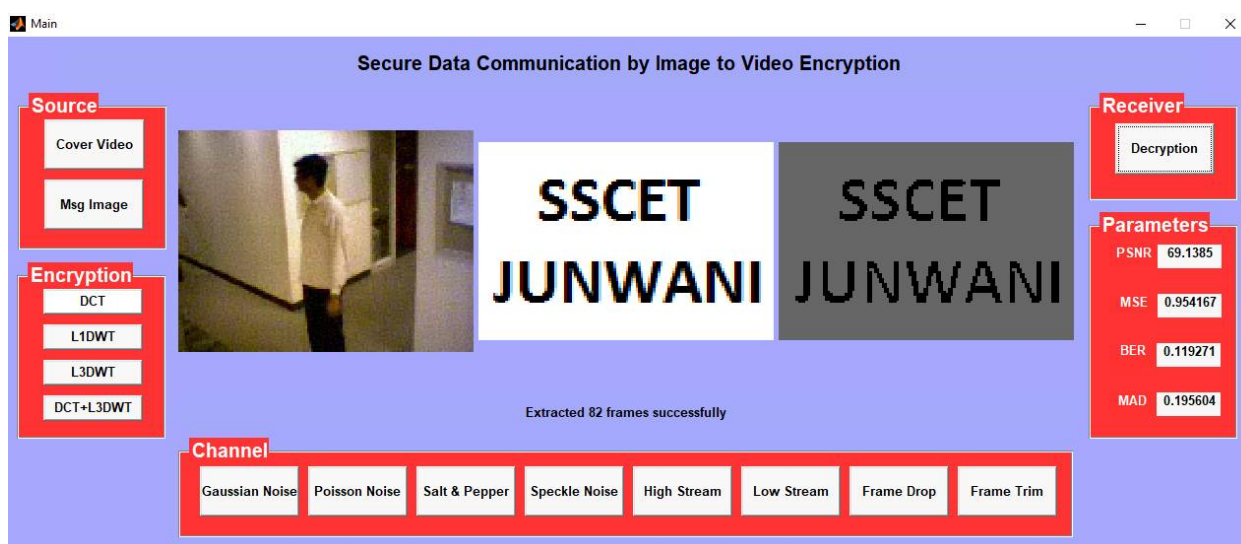 Main
Secure Data Communication by Image to Video Encryption
Source
Cover Video
Msg Image
Encryption
DCT
L1DWT
L3DWT
DCT+L3DWT
SSCET
JUNWANI
SSCET
JUNWANI
Extracted 82 frames successfully
Channel
Gaussian Noise
Poisson Noise
Salt & Pepper
Speckle Noise
High Stream
Low Stream
Frame Drop
Frame Trim
Receiver
Decryption
Parameters
PSNR 69.1385
MSE 0.954167
BER 0.119271
MAD 0.195604